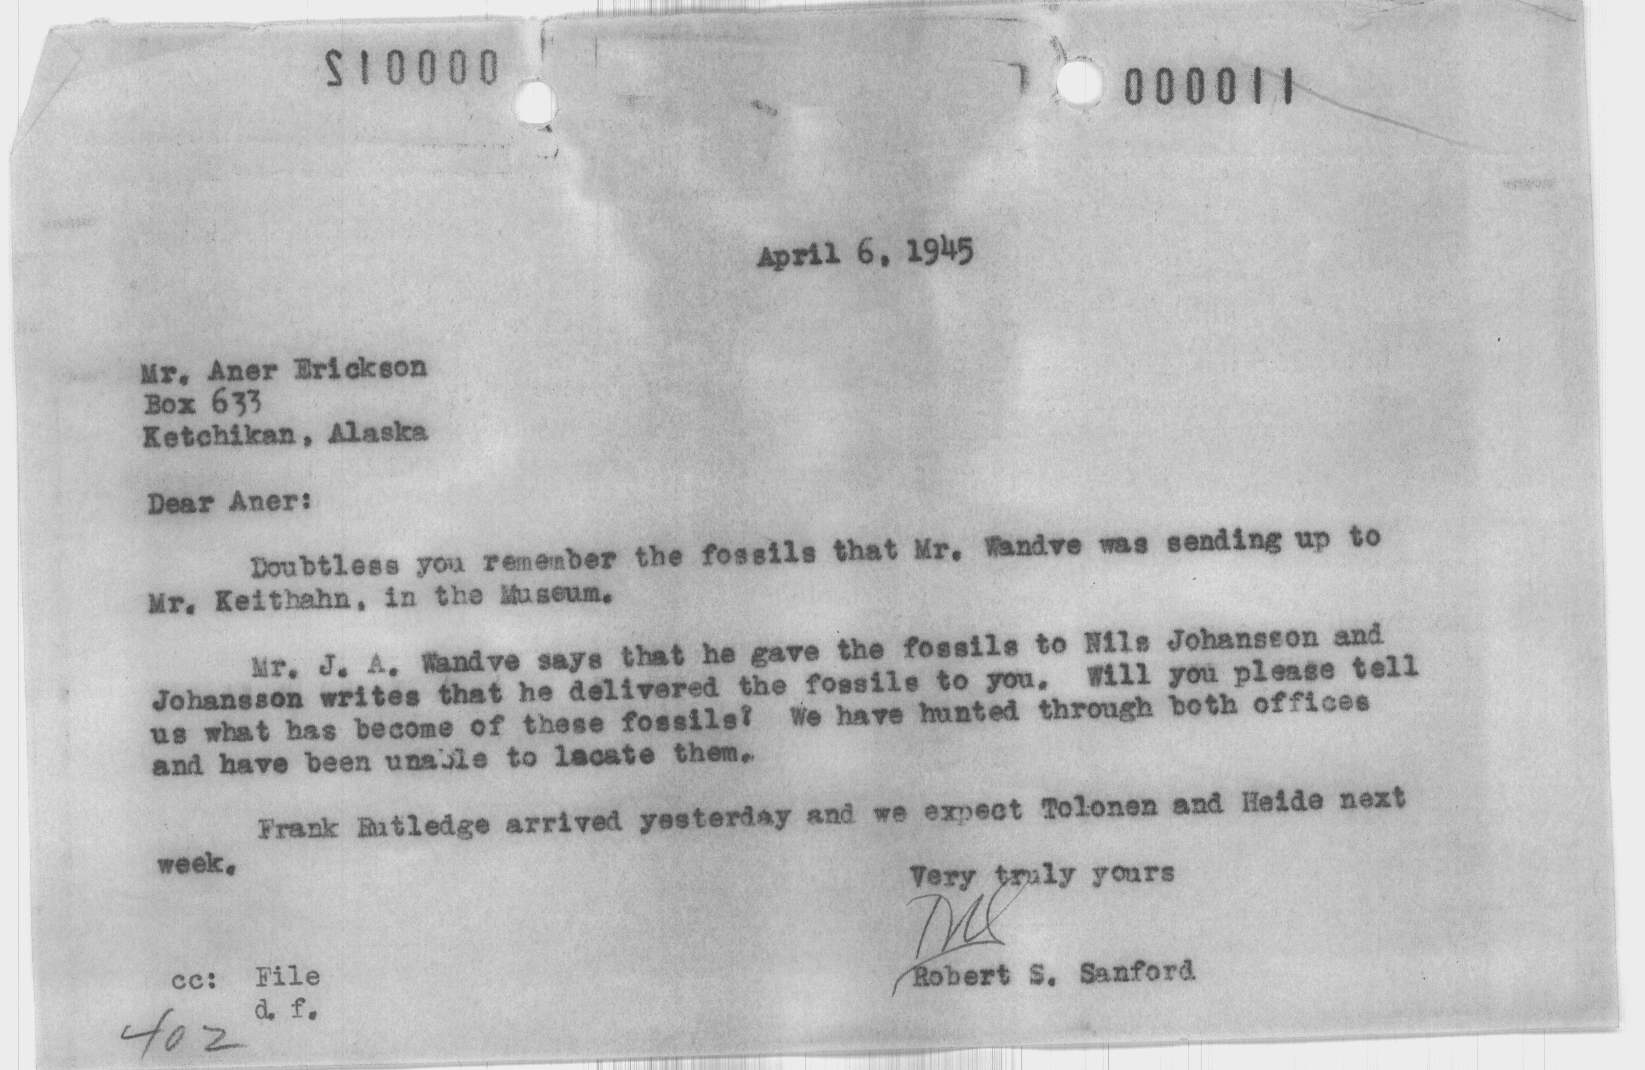 000012 000011
April 6, 1945
Mr. Aner Erickson
Box 633
Ketchikan, Alaska
Dear Aner:
Doubtless you remember the fossils that Mr. Wandve was sending up to
Mr. Keithahn, in the Museum.
Mr. J. A. Wandve says that he gave the fossils to Nils Johansson and
Johansson writes that he delivered the fossils to you. Will you please tell
us what has become of these fossils? We have hunted through both offices
and have been unable to lacate them.
Frank Rutledge arrived yesterday and we expect Tolonen and Heide next
week.
Very truly yours
Robert S. Sanford
cc: File
d. f.
402